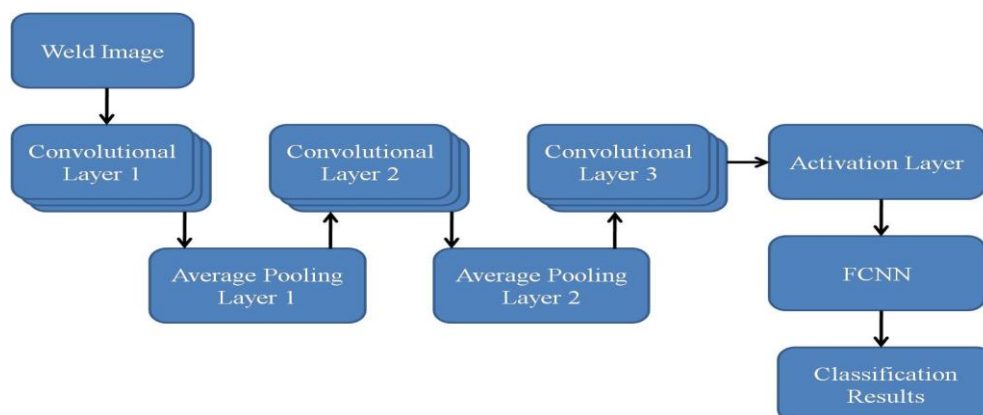 Weld Image
Convolutional
Layer 1
Average Pooling
Layer 1
Convolutional
Layer 2
Average Pooling
Layer 2
Convolutional
Layer 3
Activation Layer
FCNN
Classification
Results